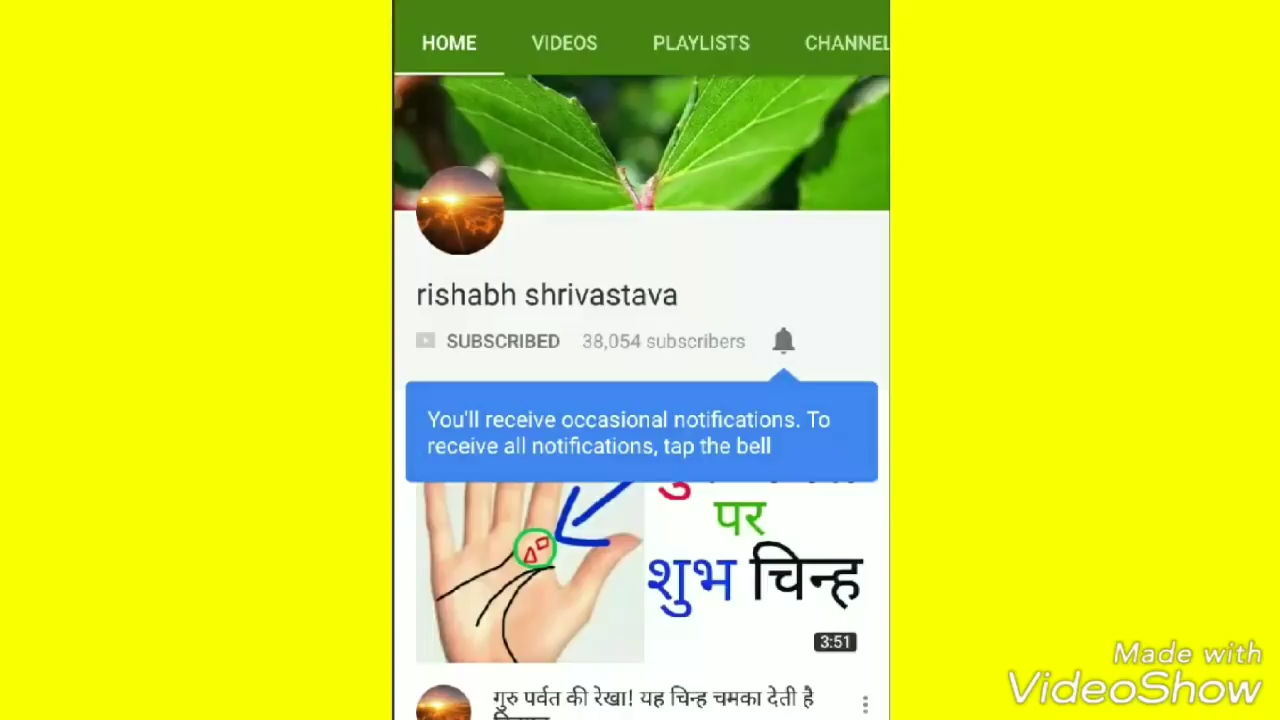 HOME VIDEOS PLAYLISTS CHANNEL
rishabh shrivastava
SUBSCRIBED 38,054 subscribers
You'll receive occasional notifications. To
receive all notifications, tap the bell
पर
शुभ चिन्ह
3:51
गुरु पर्वत की रेखा! यह चिन्ह चमका देती है
Made with
VideoShow